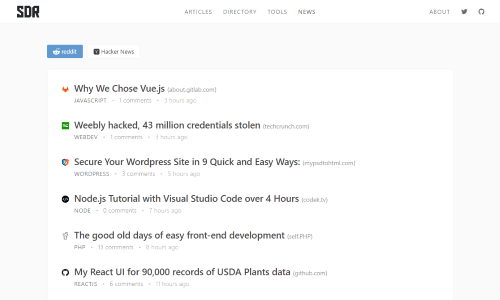 SDR ARTICLES DIRECTORY TOOLS NEWS ABOUT
reddit Hacker News
Why We Chose Vue.js (about.gitlab.com)
JAVASCRIPT • 1 comments • 3 hours ago
Weebly hacked, 43 million credentials stolen (techcrunch.com)
WEBDEV • 1 comments • 3 hours ago
Secure Your Wordpress Site in 9 Quick and Easy Ways: (mypsdtohtml.com)
WORDPRESS • 3 comments • 5 hours ago
Node.js Tutorial with Visual Studio Code over 4 Hours (codek.tv)
NODE • 0 comments • 7 hours ago
The good old days of easy front-end development (self.PHP)
PHP • 13 comments • 8 hours ago
My React UI for 90,000 records of USDA Plants data (github.com)
REACTJS • 6 comments • 11 hours ago